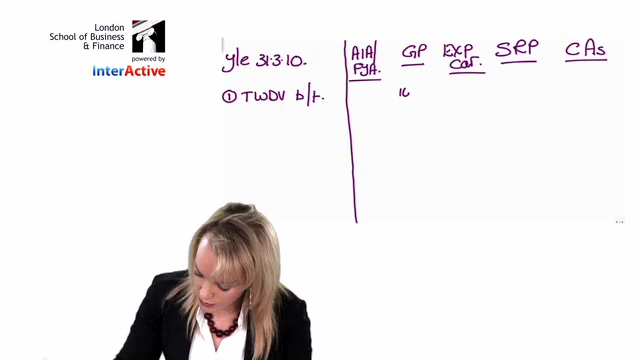 London
School of Business
& Finance
powered by
InterActive
y/e 31.3.10.
AIA/
FYA.
GP
EXP
Car.
SRP
CAs
① TWDV b/f.
10